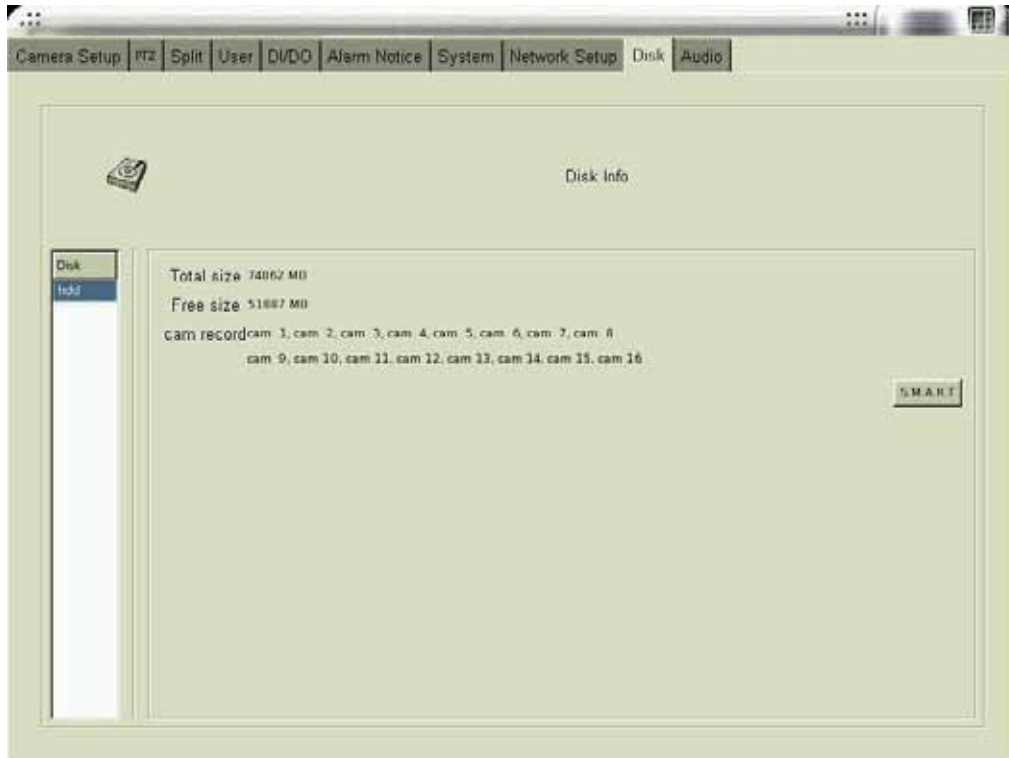 Camera Setup PTZ Split User DI/DO Alarm Notice System Network Setup Disk Audio
Disk Info
Disk
hdd
Total size 74862 MB
Free size 51887 MB
cam record cam 1, cam 2, cam 3, cam 4, cam 5, cam 6, cam 7, cam 8
cam 9, cam 10, cam 11, cam 12, cam 13, cam 14, cam 15, cam 16
S.M.A.R.T